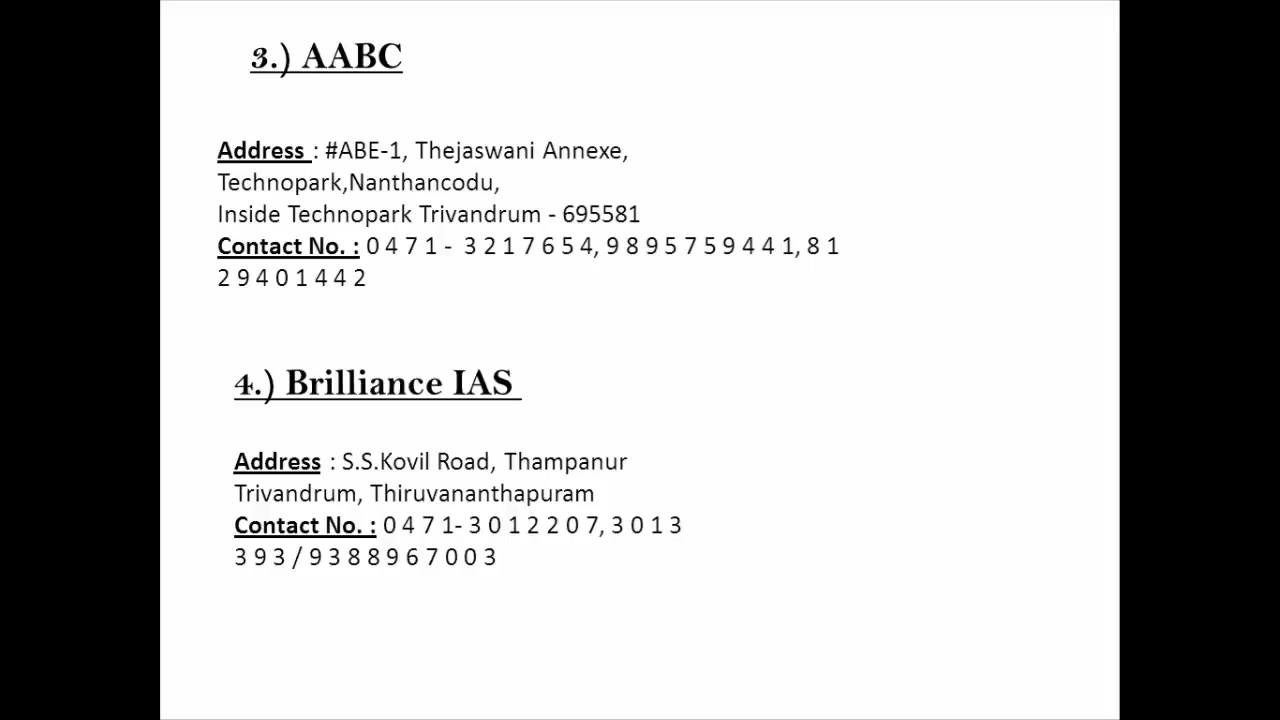 3.) AABC
Address : #ABE-1, Thejaswani Annexe,
Technopark,Nanthancodu,
Inside Technopark Trivandrum - 695581
Contact No. : 0 4 7 1 - 3 2 1 7 6 5 4, 9 8 9 5 7 5 9 4 4 1, 8 1
2 9 4 0 1 4 4 2
4.) Brilliance IAS
Address : S.S.Kovil Road, Thampanur
Trivandrum, Thiruvananthapuram
Contact No. : 0 4 7 1- 3 0 1 2 2 0 7, 3 0 1 3
3 9 3 / 9 3 8 8 9 6 7 0 0 3